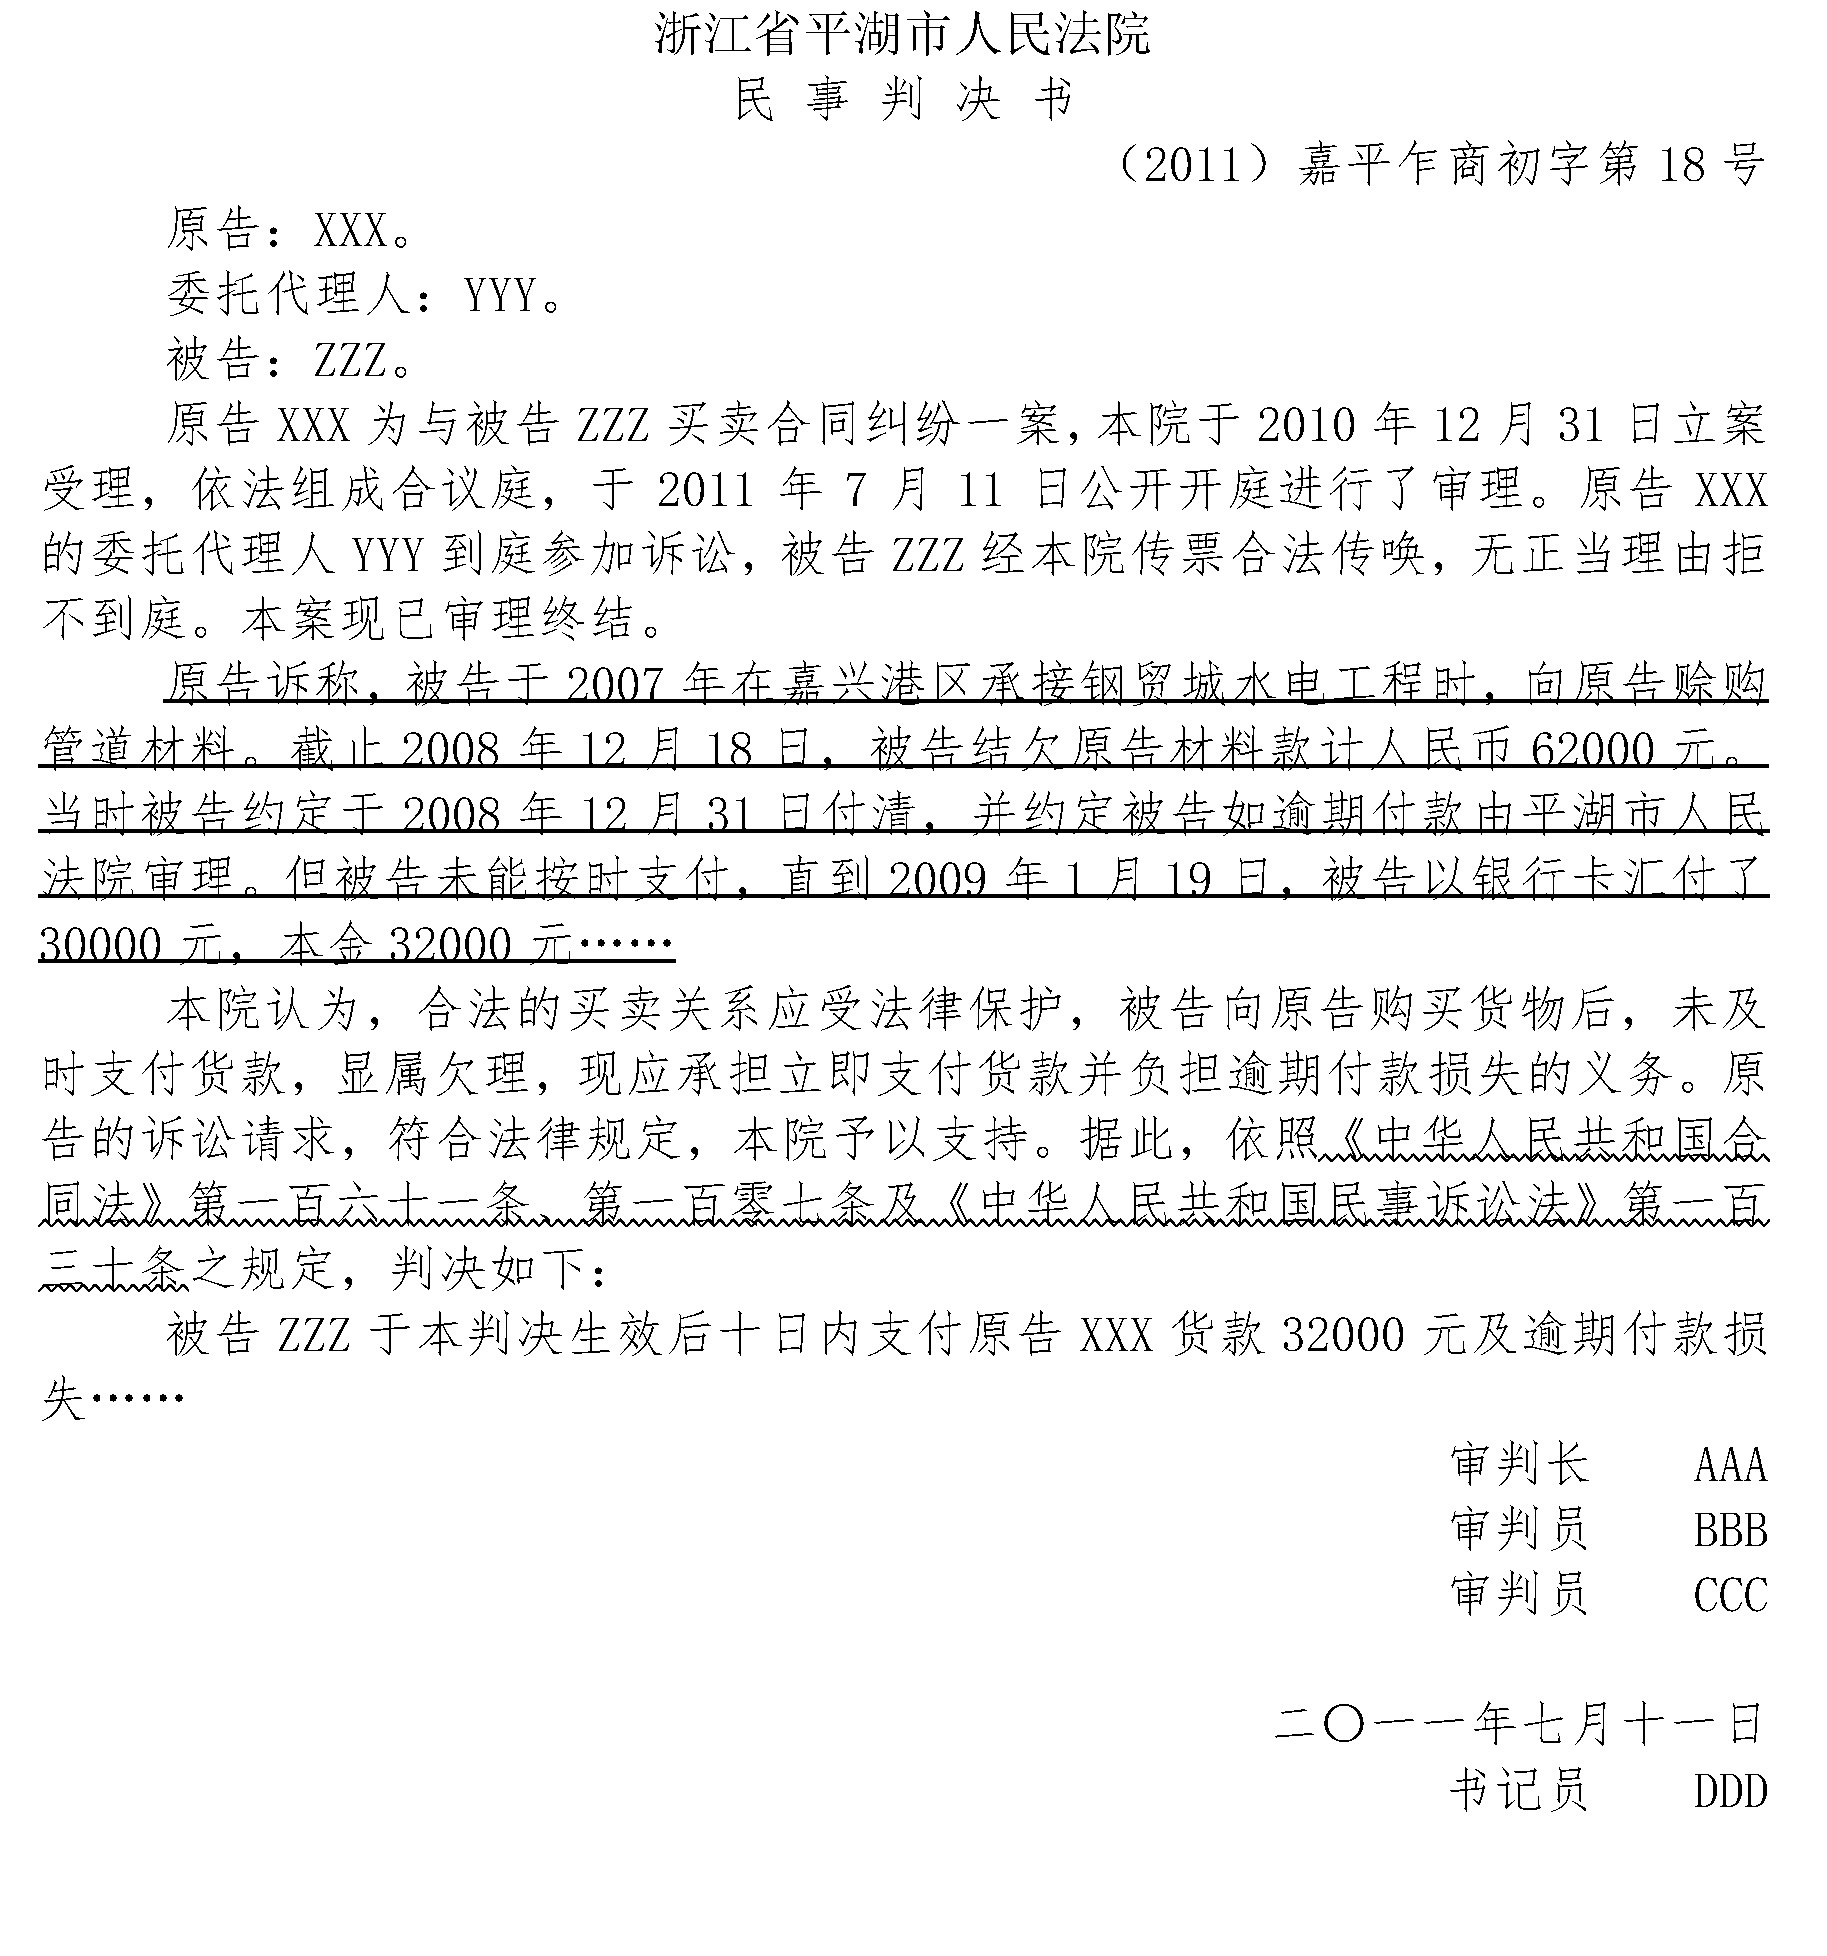 浙江省平湖市人民法院
民 事 判 决 书
（2011）嘉平乍商初字第 18 号
原告：XXX。
委托代理人：YYY。
被告：ZZZ。
原告 XXX 为与被告 ZZZ 买卖合同纠纷一案，本院于 2010 年 12 月 31 日立案
受理，依法组成合议庭，于 2011 年 7 月 11 日公开开庭进行了审理。原告 XXX
的委托代理人 YYY 到庭参加诉讼，被告 ZZZ 经本院传票合法传唤，无正当理由拒
不到庭。本案现已审理终结。
原告诉称，被告于 2007 年在嘉兴港区承接钢贸城水电工程时，向原告赊购
管道材料。截止 2008 年 12 月 18 日，被告结欠原告材料款计人民币 62000 元。
当时被告约定于 2008 年 12 月 31 日付清，并约定被告如逾期付款由平湖市人民
法院审理。但被告未能按时支付，直到 2009 年 1 月 19 日，被告以银行卡汇付了
30000 元，本金 32000 元……
本院认为，合法的买卖关系应受法律保护，被告向原告购买货物后，未及
时支付货款，显属欠理，现应承担立即支付货款并负担逾期付款损失的义务。原
告的诉讼请求，符合法律规定，本院予以支持。据此，依照《中华人民共和国合
同法》第一百六十一条、第一百零七条及《中华人民共和国民事诉讼法》第一百
三十条之规定，判决如下：
被告 ZZZ 于本判决生效后十日内支付原告 XXX 货款 32000 元及逾期付款损
失……
审判长 AAA
审判员 BBB
审判员 CCC
二〇一一年七月十一日
书记员 DDD